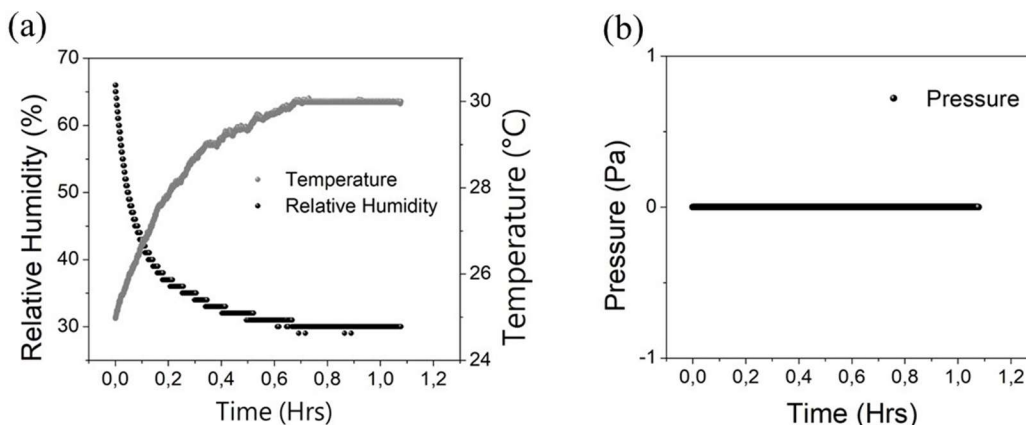 (a)
70
60
50
40
30
Relative Humidity (%)
30
28
26
24
Temperature (°C)
Temperature
Relative Humidity
0,0 0,2 0,4 0,6 0,8 1,0 1,2
Time (Hrs)
(b)
1
0
-1
Pressure (Pa)
Pressure
0,0 0,2 0,4 0,6 0,8 1,0 1,2
Time (Hrs)